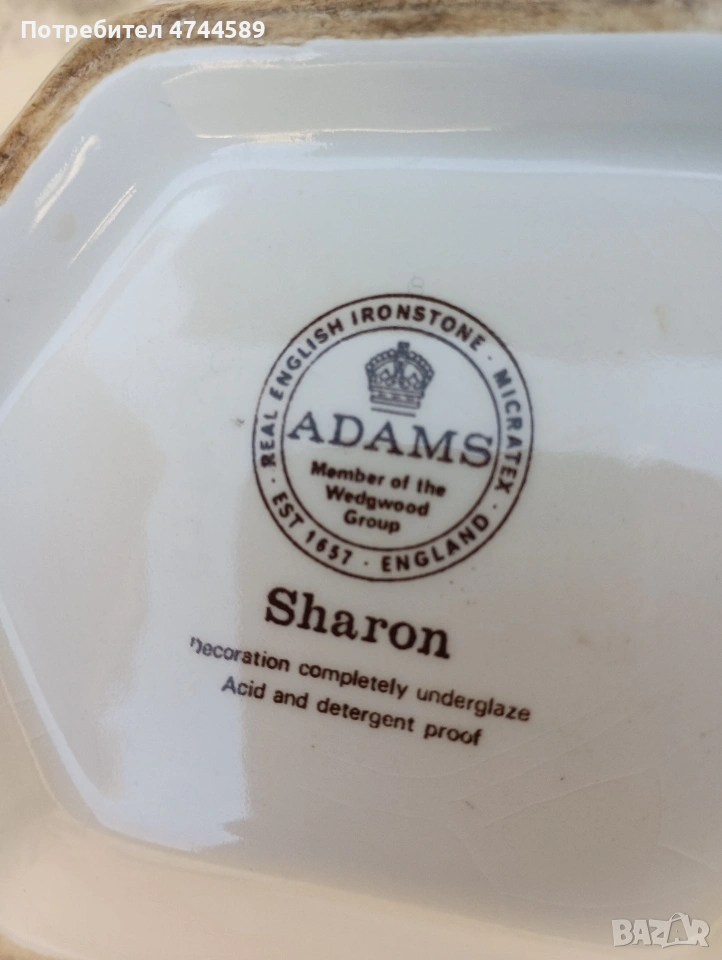 Потребител 4744589
REAL ENGLISH IRONSTONE · MICRATEX ·
ADAMS
Member of the
Wedgwood
Group
EST 1657 · ENGLAND
Sharon
Decoration completely underglaze
Acid and detergent proof
BAZAR